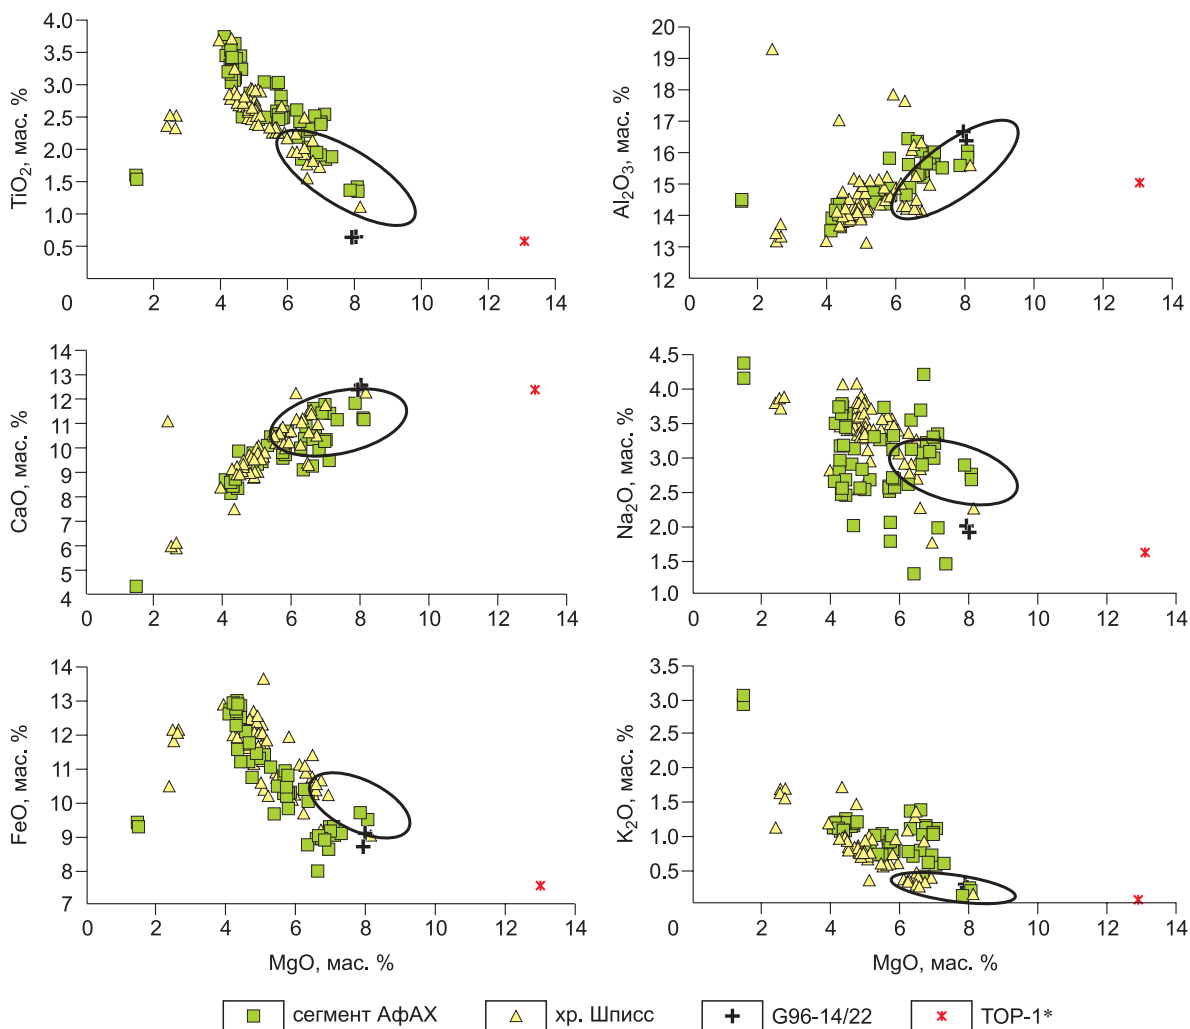 4.0
3.5
3.0
2.5
2.0
1.5
1.0
0.5
TiO2, мас. %
0 2 4 6 8 10 12 14
20
19
18
17
16
15
14
13
12
Al2O3, мас. %
0 2 4 6 8 10 12 14
14
13
12
11
10
9
8
7
6
5
4
CaO, мас. %
0 2 4 6 8 10 12 14
4.5
4.0
3.5
3.0
2.5
2.0
1.5
1.0
Na2O, мас. %
0 2 4 6 8 10 12 14
14
13
12
11
10
9
8
7
FeO, мас. %
0 2 4 6 8 10 12 14
MgO, мас. %
3.5
3.0
2.5
2.0
1.5
1.0
0.5
K2O, мас. %
0 2 4 6 8 10 12 14
MgO, мас. %
сегмент АфАХ
хр. Шписс
G96-14/22
TOP-1*